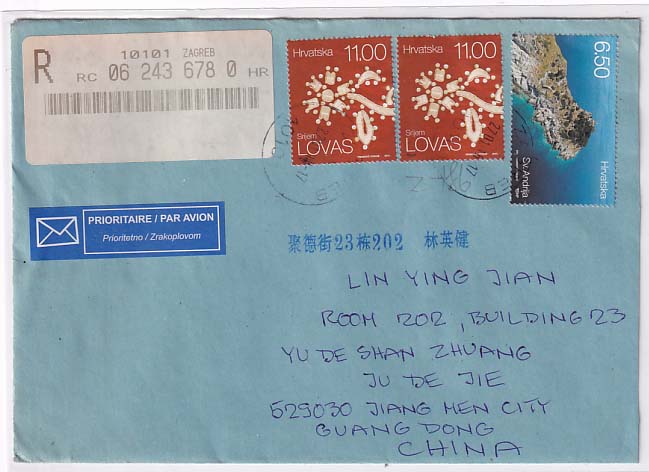 10101 ZAGREB
R RC 06 243 678 0 HR
Hrvatska 11.00
Srijem
LOVAS
Hrvatska 11.00
Srijem
LOVAS
6.50
Hrvatska
Sv. Andrija
PRIORITAIRE / PAR AVION
Prioritetno / Zrakoplovom
聚德街23栋202 林英健
LIN YING JIAN
ROOM 202, BUILDING 23
YU DE SHAN ZHUANG
JU DE JIE
529030 JIANG MEN CITY
GUANG DONG
CHINA